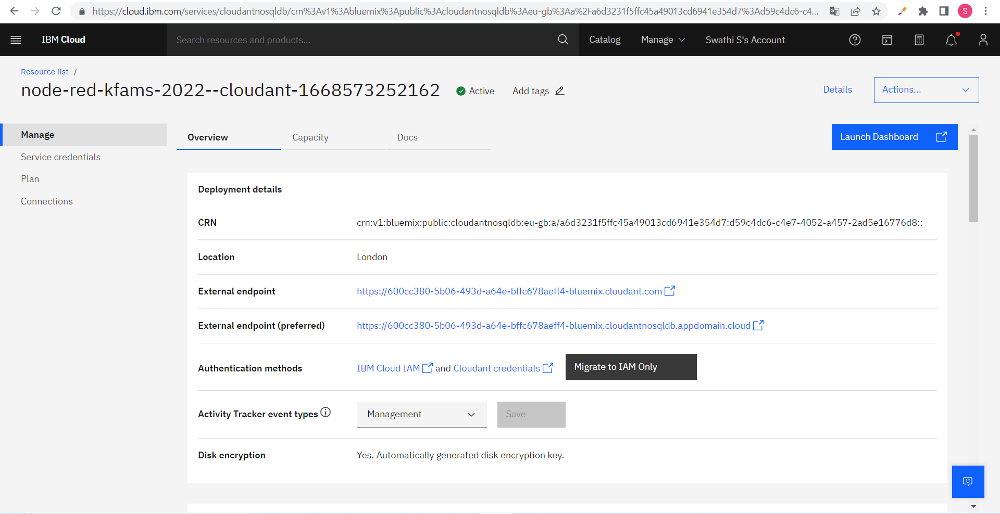 https://cloud.ibm.com/services/cloudantnosqldb/crn%3Av1%3Abluemix%3Apublic%3Acloudantnosqldb%3Aeu-gb%3Aa%2Fa6d3231f5ffc45a49013cd6941e354d7%3Ad59c4dc6-c4...
S
IBM Cloud
Search resources and products...
Catalog
Manage
Swathi S's Account
Resource list /
node-red-kfams-2022--cloudant-1668573252162
Active
Add tags
Details
Actions...
Manage
Service credentials
Plan
Connections
Overview
Capacity
Docs
Launch Dashboard
Deployment details
CRN crn:v1:bluemix:public:cloudantnosqldb:eu-gb:a/a6d3231f5ffc45a49013cd6941e354d7:d59c4dc6-c4e7-4052-a457-2ad5e16776d8::
Location London
External endpoint https://600cc380-5b06-493d-a64e-bffc678aeff4-bluemix.cloudant.com
External endpoint (preferred) https://600cc380-5b06-493d-a64e-bffc678aeff4-bluemix.cloudantnosqldb.appdomain.cloud
Authentication methods IBM Cloud IAM and Cloudant credentials Migrate to IAM Only
Activity Tracker event types Management Save
Disk encryption Yes. Automatically generated disk encryption key.